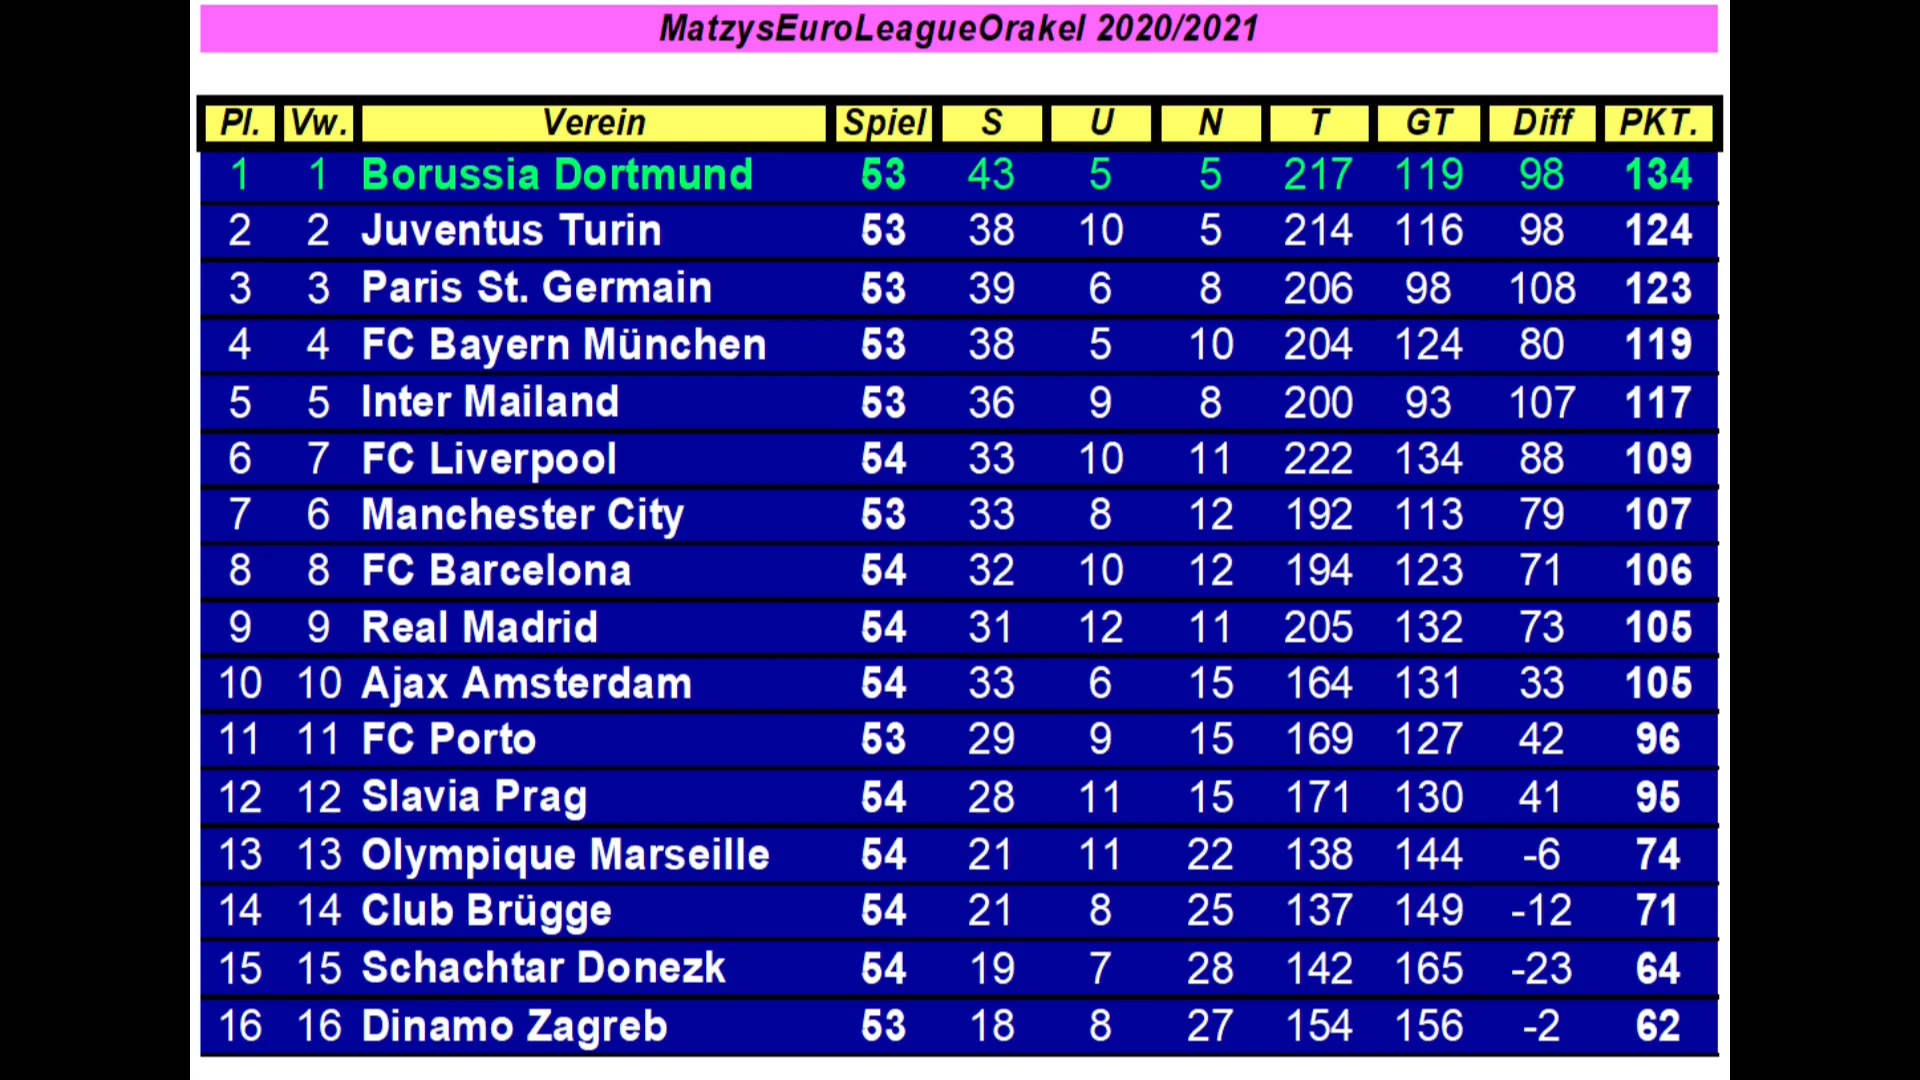 MatzysEuroLeagueOrakel 2020/2021
Pl. Vw. Verein Spiel S U N T GT Diff PKT.
1 1 Borussia Dortmund 53 43 5 5 217 119 98 134
2 2 Juventus Turin 53 38 10 5 214 116 98 124
3 3 Paris St. Germain 53 39 6 8 206 98 108 123
4 4 FC Bayern München 53 38 5 10 204 124 80 119
5 5 Inter Mailand 53 36 9 8 200 93 107 117
6 7 FC Liverpool 54 33 10 11 222 134 88 109
7 6 Manchester City 53 33 8 12 192 113 79 107
8 8 FC Barcelona 54 32 10 12 194 123 71 106
9 9 Real Madrid 54 31 12 11 205 132 73 105
10 10 Ajax Amsterdam 54 33 6 15 164 131 33 105
11 11 FC Porto 53 29 9 15 169 127 42 96
12 12 Slavia Prag 54 28 11 15 171 130 41 95
13 13 Olympique Marseille 54 21 11 22 138 144 -6 74
14 14 Club Brügge 54 21 8 25 137 149 -12 71
15 15 Schachtar Donezk 54 19 7 28 142 165 -23 64
16 16 Dinamo Zagreb 53 18 8 27 154 156 -2 62